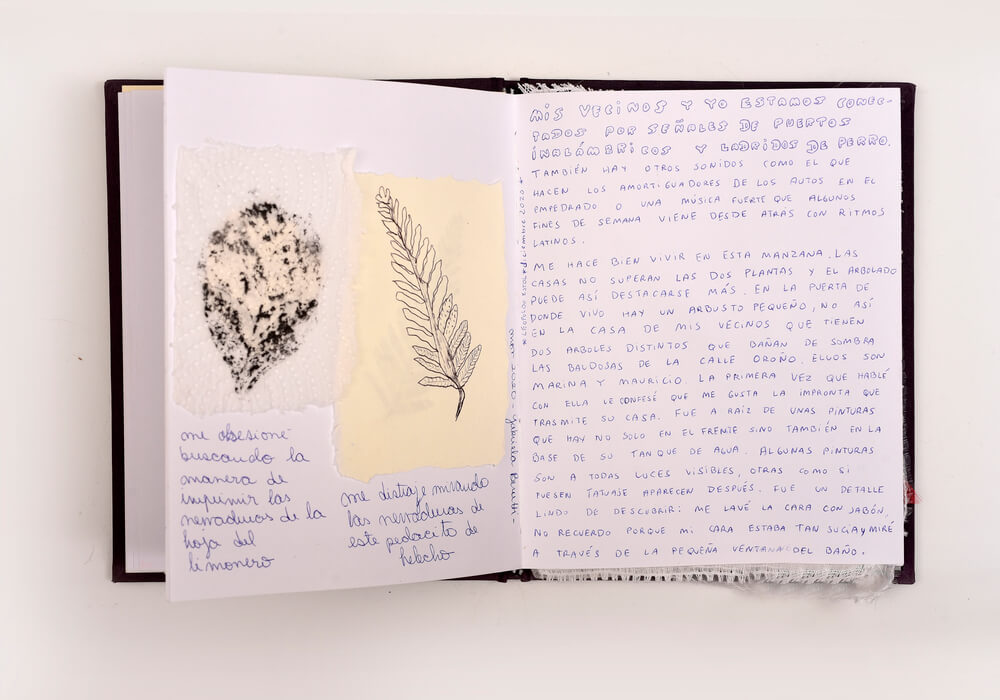 me obsesioné
buscando la
manera de
imprimir las
nervaduras de la
hoja del
limonero
me distraje mirando
las nervaduras de
este pedacito de
helecho
2020 - Gabriela
diciembre 2020
MIS VECINOS Y YO ESTAMOS CONEC-
TADOS POR SEÑALES DE PUERTOS
INALÁMBRICOS Y LADRIDOS DE PERRO.
TAMBIÉN HAY OTROS SONIDOS COMO EL QUE
HACEN LOS AMORTIGUADORES DE LOS AUTOS EN EL
EMPEDRADO O UNA MÚSICA FUERTE QUE ALGUNOS
FINES DE SEMANA VIENE DESDE ATRAS CON RITMOS
LATINOS.
ME HACE BIEN VIVIR EN ESTA MANZANA. LAS
CASAS NO SUPERAN LAS DOS PLANTAS Y EL ARBOLADO
PUEDE ASÍ DESTACARSE MÁS. EN LA PUERTA DE
DONDE VIVO HAY UN ARBUSTO PEQUEÑO, NO ASÍ
EN LA CASA DE MIS VECINOS QUE TIENEN
DOS ARBOLES DISTINTOS QUE BAÑAN DE SOMBRA
LAS BALDOSAS DE LA CALLE OROÑO. ELLOS SON
MARINA Y MAURICIO. LA PRIMERA VEZ QUE HABLÉ
CON ELLA LE CONFESÉ QUE ME GUSTA LA IMPRONTA QUE
TRASMITE SU CASA. FUE A RAÍZ DE UNAS PINTURAS
QUE HAY NO SOLO EN EL FRENTE SINO TAMBIÉN EN LA
BASE DE SU TANQUE DE AGUA. ALGUNAS PINTURAS
SON A TODAS LUCES VISIBLES, OTRAS COMO SI
FUESEN TATUAJE APARECEN DESPUÉS. FUE UN DETALLE
LINDO DE DESCUBRIR: ME LAVÉ LA CARA CON JABÓN,
NO RECUERDO PORQUE MI CARA ESTABA TAN SUCIA Y MIRÉ
A TRAVÉS DE LA PEQUEÑA VENTANA DEL BAÑO.